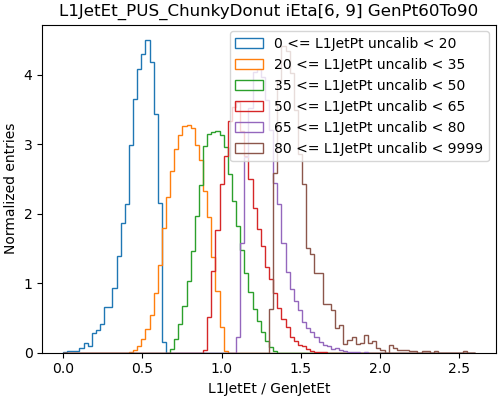 L1JetEt_PUS_ChunkyDonut iEta[6, 9] GenPt60To90
0 <= L1JetPt uncalib < 20
20 <= L1JetPt uncalib < 35
35 <= L1JetPt uncalib < 50
50 <= L1JetPt uncalib < 65
65 <= L1JetPt uncalib < 80
80 <= L1JetPt uncalib < 9999
Normalized entries
4
3
2
1
0
0.0 0.5 1.0 1.5 2.0 2.5
L1JetEt / GenJetEt